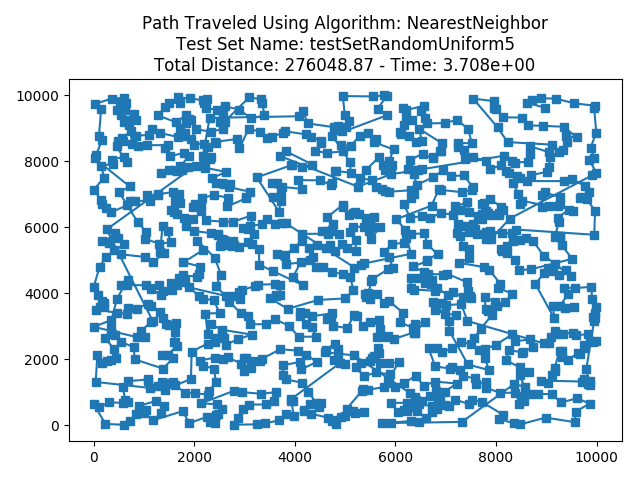 Path Traveled Using Algorithm: NearestNeighbor
Test Set Name: testSetRandomUniform5
Total Distance: 276048.87 - Time: 3.708e+00
10000
8000
6000
4000
2000
0
0 2000 4000 6000 8000 10000